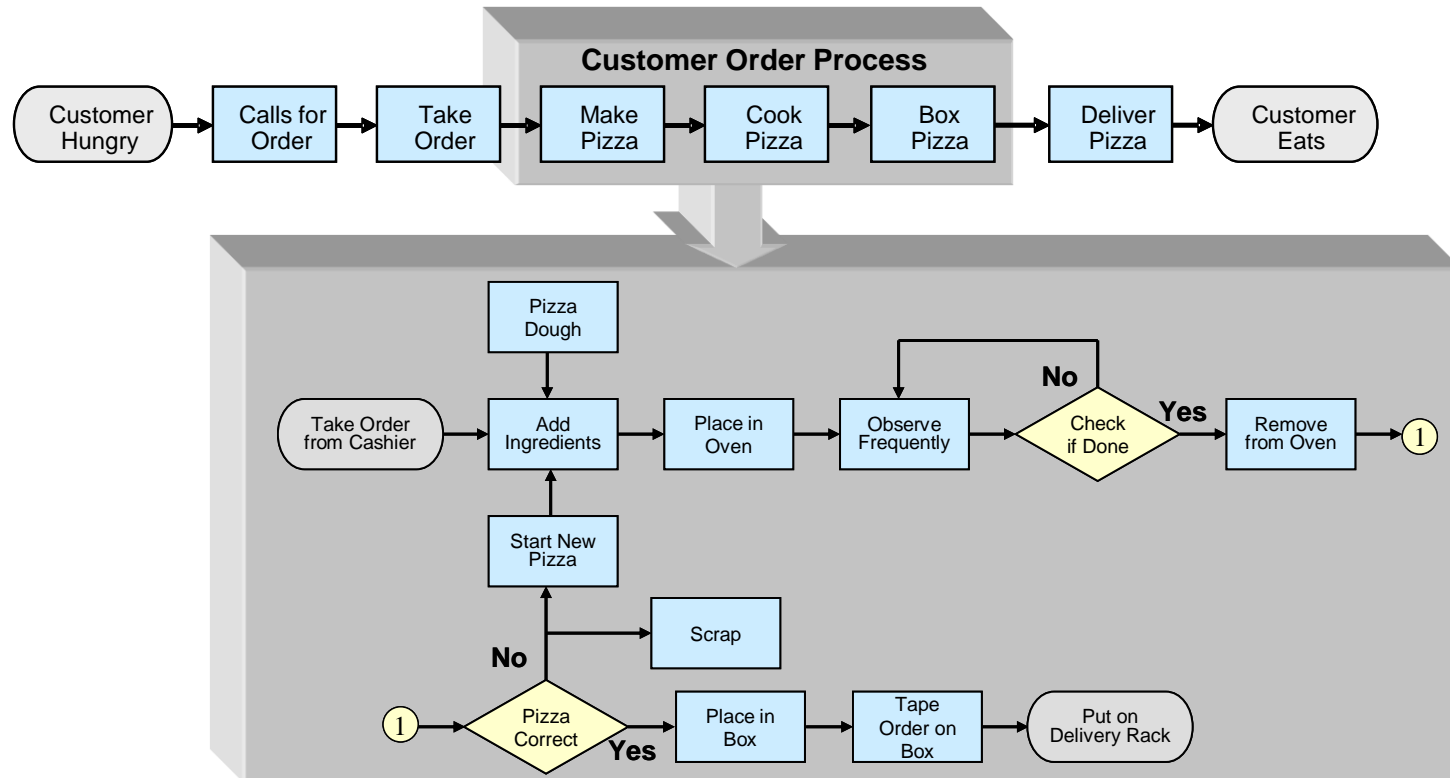 Customer Order Process
Customer
Hungry
Calls for
Order
Take
Order
Make
Pizza
Cook
Pizza
Box
Pizza
Deliver
Pizza
Customer
Eats
Pizza
Dough
No
Take Order
from Cashier
Add
Ingredients
Place in
Oven
Observe
Frequently
Check
if Done
Yes
Remove
from Oven
1
Start New
Pizza
Scrap
No
1
Pizza
Correct
Yes
Place in
Box
Tape
Order on
Box
Put on
Delivery Rack